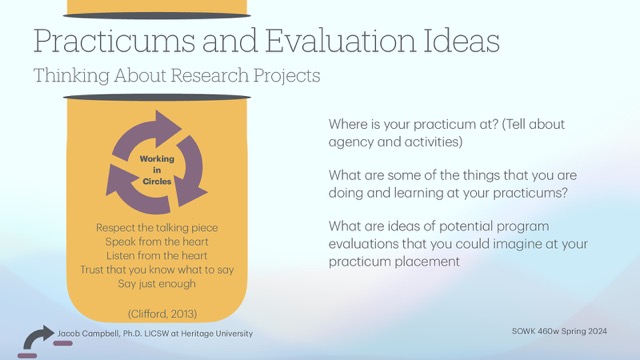 Practicums and Evaluation Ideas
Thinking About Research Projects
Working
in
Circles
Respect the talking piece
Speak from the heart
Listen from the heart
Trust that you know what to say
Say just enough
(Clifford, 2013)
Where is your practicum at? (Tell about
agency and activities)
What are some of the things that you are
doing and learning at your practicums?
What are ideas of potential program
evaluations that you could imagine at your
practicum placement
Jacob Campbell, Ph.D. LICSW at Heritage University
SOWK 460w Spring 2024